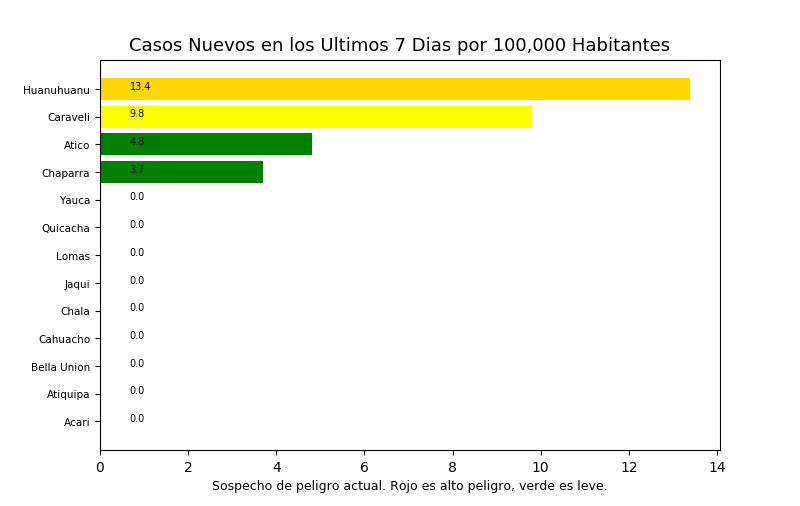 Casos Nuevos en los Ultimos 7 Dias por 100,000 Habitantes
Huanuhuanu 13.4
Caraveli 9.8
Atico 4.8
Chaparra 3.7
Yauca 0.0
Quicacha 0.0
Lomas 0.0
Jaqui 0.0
Chala 0.0
Cahuacho 0.0
Bella Union 0.0
Atiquipa 0.0
Acari 0.0
0 2 4 6 8 10 12 14
Sospecho de peligro actual. Rojo es alto peligro, verde es leve.